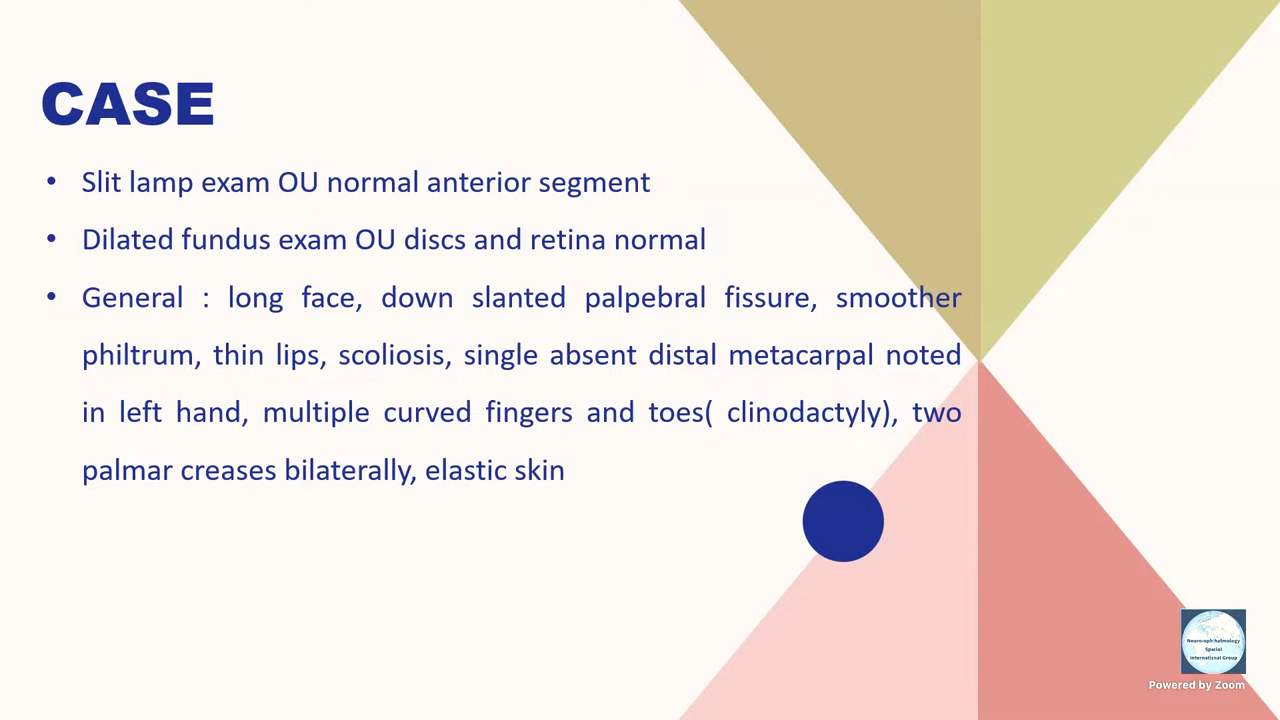 CASE
• Slit lamp exam OU normal anterior segment
• Dilated fundus exam OU discs and retina normal
• General : long face, down slanted palpebral fissure, smoother
philtrum, thin lips, scoliosis, single absent distal metacarpal noted
in left hand, multiple curved fingers and toes( clinodactyly), two
palmar creases bilaterally, elastic skin
Neuro-ophthalmology
Special
International Group
Powered by Zoom